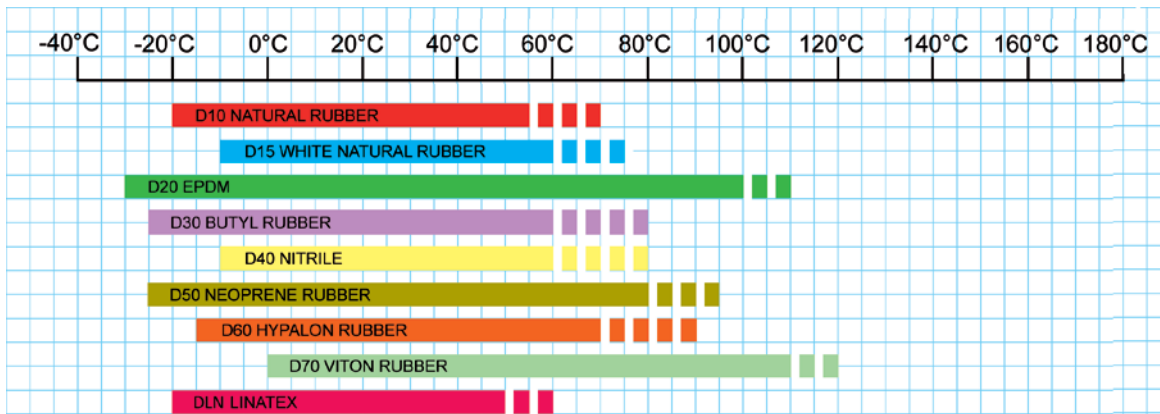 -40°C -20°C 0°C 20°C 40°C 60°C 80°C 100°C 120°C 140°C 160°C 180°C
D10 NATURAL RUBBER
D15 WHITE NATURAL RUBBER
D20 EPDM
D30 BUTYL RUBBER
D40 NITRILE
D50 NEOPRENE RUBBER
D60 HYPALON RUBBER
D70 VITON RUBBER
DLN LINATEX